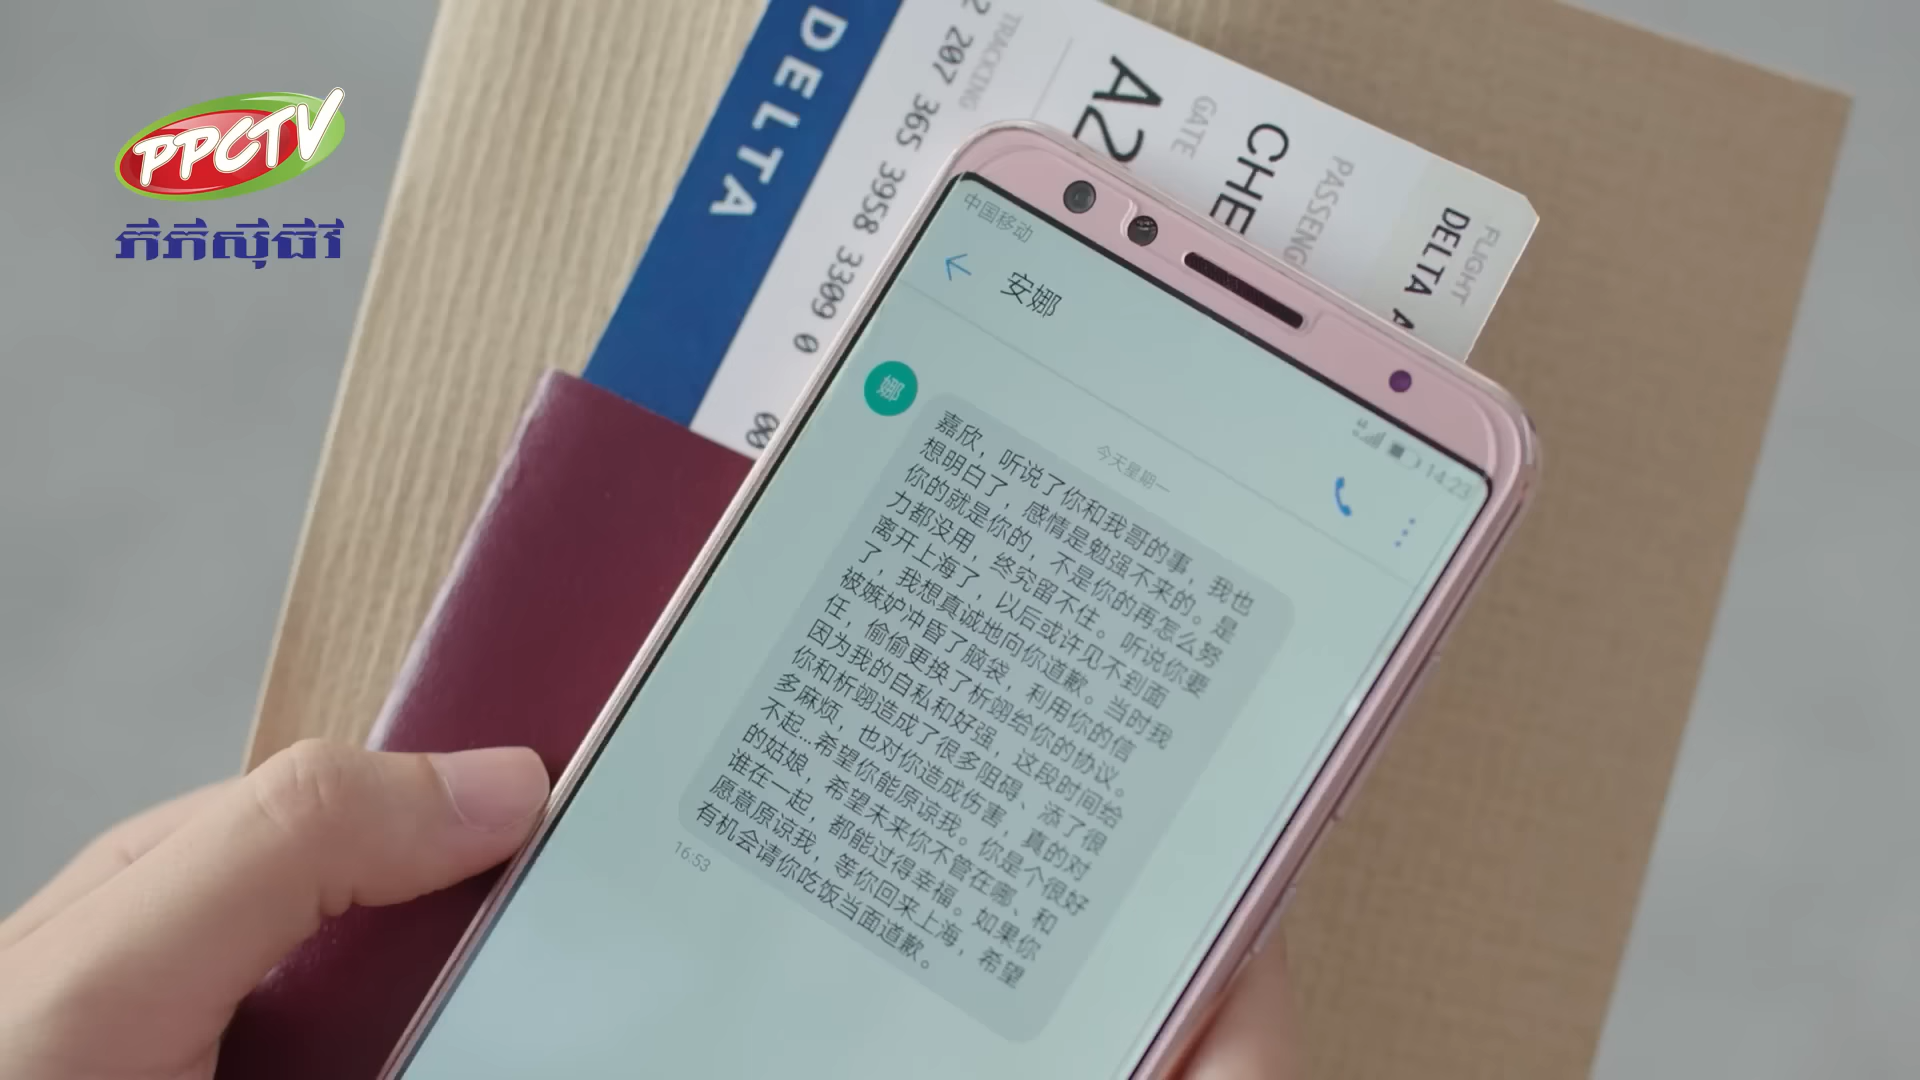 PPCTV
ភីភីស៊ីធីវី
DELTA
TRACKING
2 207 365 3958 3309 0
00
GATE
A2
PASSENG
CHE
FLIGHT
DELTA A
中国移动
14:23
安娜
今天星期一
娜
嘉欣，听说了你和我哥的事，我也
想明白了，感情是勉强不来的。是
你的就是你的，不是你的再怎么努
力都没用，终究留不住。听说你要
离开上海了，以后或许见不到面
了，我想真诚地向你道歉。当时我
被嫉妒冲昏了脑袋，利用你的信
任，偷偷更换了析翊给你的协议。
因为我的自私和好强，这段时间给
你和析翊造成了很多阻碍、添了很
多麻烦，也对你造成伤害，真的对
不起...希望你能原谅我。你是个很好
的姑娘，希望未来你不管在哪、和
谁在一起，都能过得幸福。如果你
愿意原谅我，等你回来上海，希望
有机会请你吃饭当面道歉。
16:53